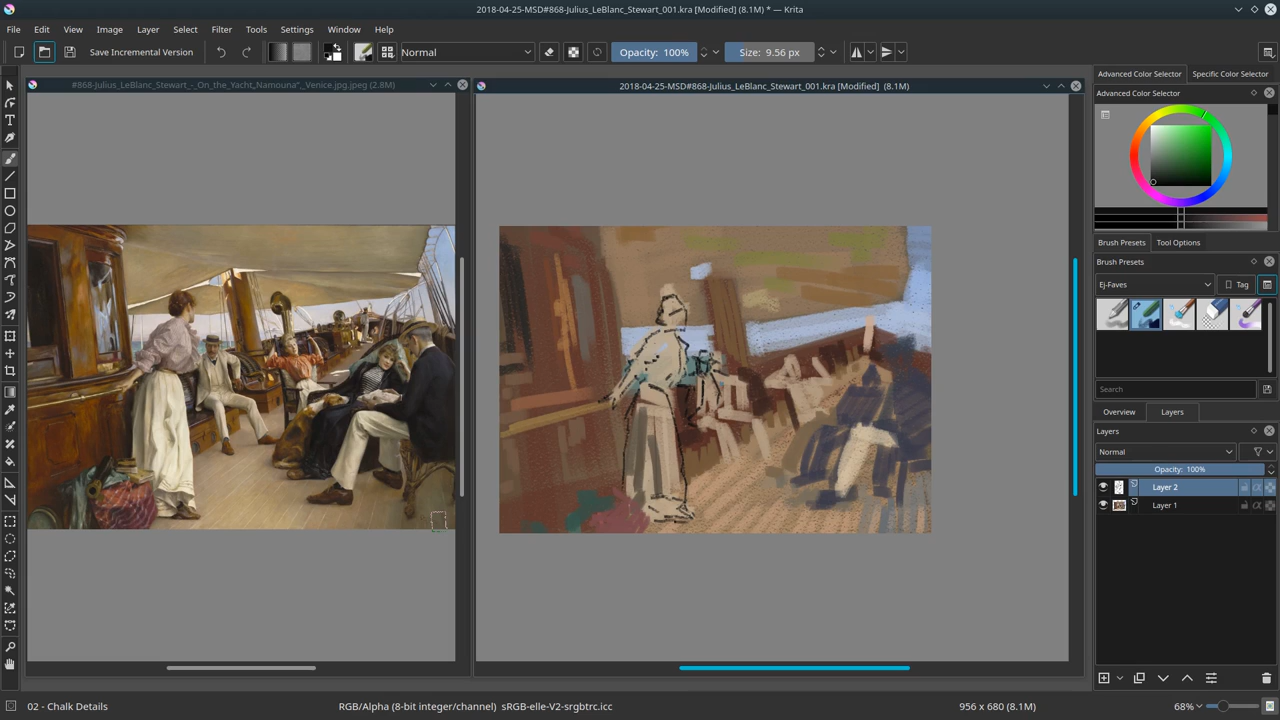 2018-04-25-MSD#868-Julius_LeBlanc_Stewart_001.kra [Modified] (8.1M) * — Krita
File Edit View Image Layer Select Filter Tools Settings Window Help
Save Incremental Version Normal Opacity: 100% Size: 9.56 px
#868-Julius_LeBlanc_Stewart_-_On_the_Yacht_Namouna"_Venice.jpg.jpeg (2.8M)
2018-04-25-MSD#868-Julius_LeBlanc_Stewart_001.kra [Modified] (8.1M)
Advanced Color Selector Specific Color Selector
Advanced Color Selector
Brush Presets Tool Options
Brush Presets
Ej-Faves Tag
Search
Overview Layers
Layers
Normal
Opacity: 100%
Layer 2
Layer 1
02 - Chalk Details RGB/Alpha (8-bit integer/channel) sRGB-elle-V2-srgbtrc.icc 956 x 680 (8.1M) 68%